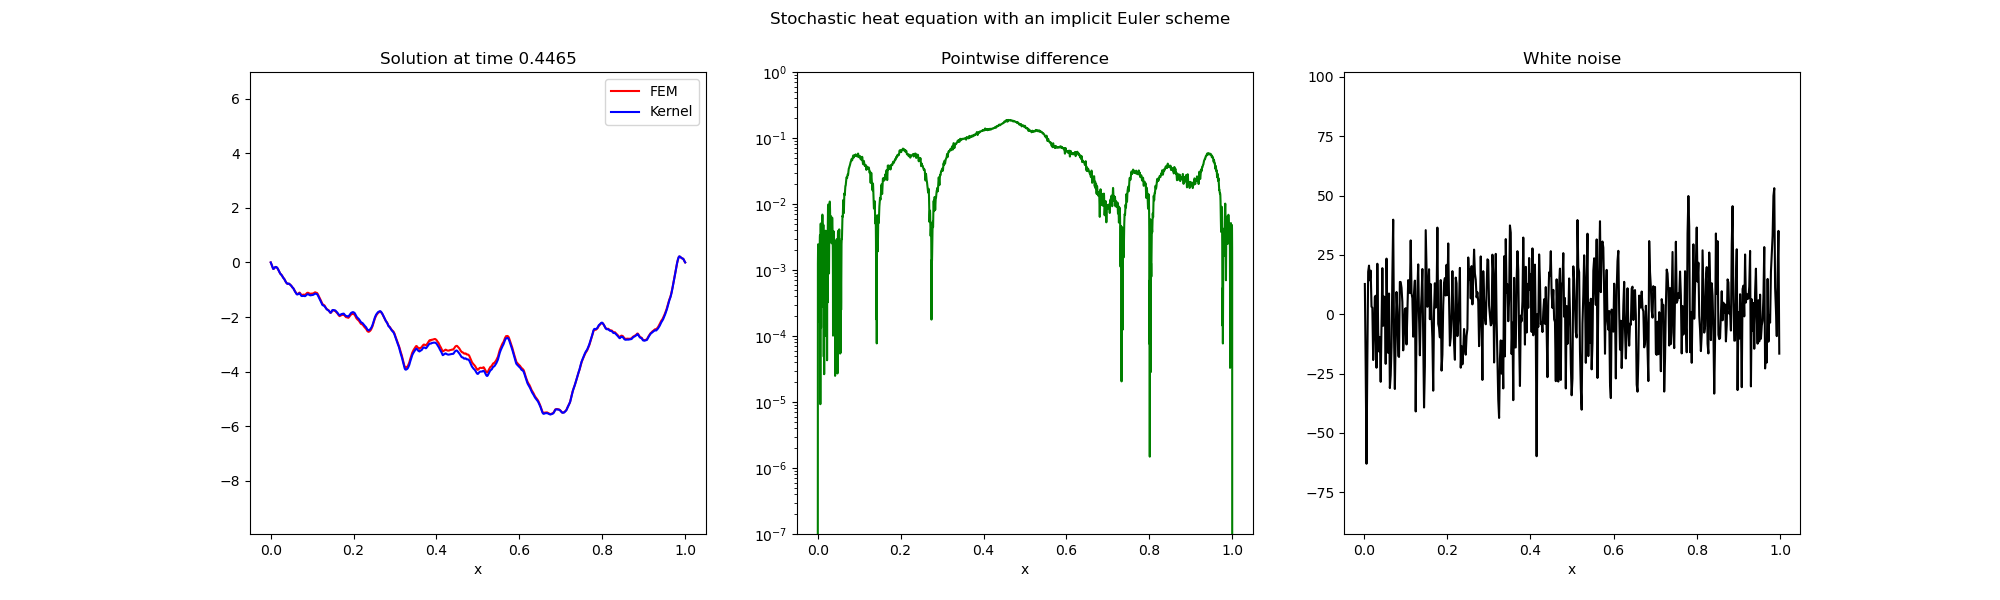 Stochastic heat equation with an implicit Euler scheme
Solution at time 0.4465
FEM
Kernel
6
4
2
0
−2
−4
−6
−8
0.0 0.2 0.4 0.6 0.8 1.0
x
Pointwise difference
10^0
10^−1
10^−2
10^−3
10^−4
10^−5
10^−6
10^−7
0.0 0.2 0.4 0.6 0.8 1.0
x
White noise
100
75
50
25
0
−25
−50
−75
0.0 0.2 0.4 0.6 0.8 1.0
x